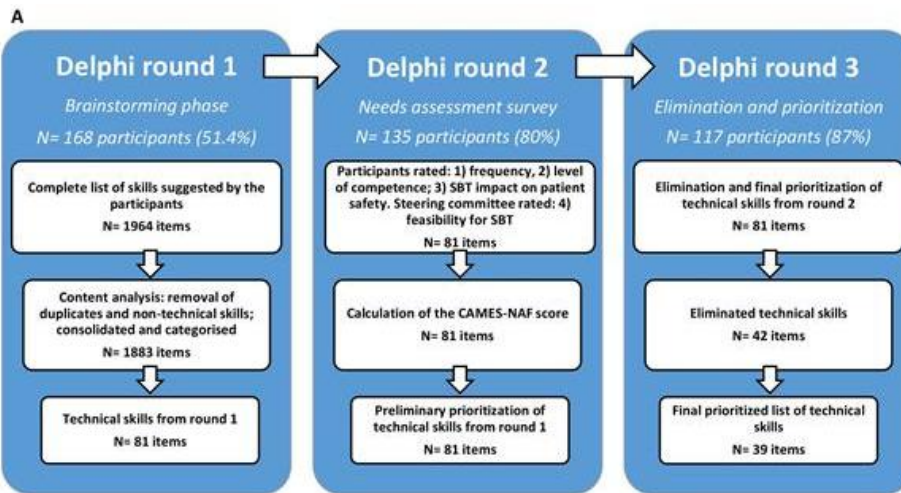 A
Delphi round 1
Brainstorming phase
N= 168 participants (51.4%)
Complete list of skills suggested by the
participants
N= 1964 items
Content analysis: removal of
duplicates and non-technical skills;
consolidated and categorised
N= 1883 items
Technical skills from round 1
N= 81 items
Delphi round 2
Needs assessment survey
N= 135 participants (80%)
Participants rated: 1) frequency, 2) level
of competence; 3) SBT impact on patient
safety. Steering committee rated: 4)
feasibility for SBT
N= 81 items
Calculation of the CAMES-NAF score
N= 81 items
Preliminary prioritization of
technical skills from round 1
N= 81 items
Delphi round 3
Elimination and prioritization
N= 117 participants (87%)
Elimination and final prioritization of
technical skills from round 2
N= 81 items
Eliminated technical skills
N= 42 items
Final prioritized list of technical
skills
N= 39 items